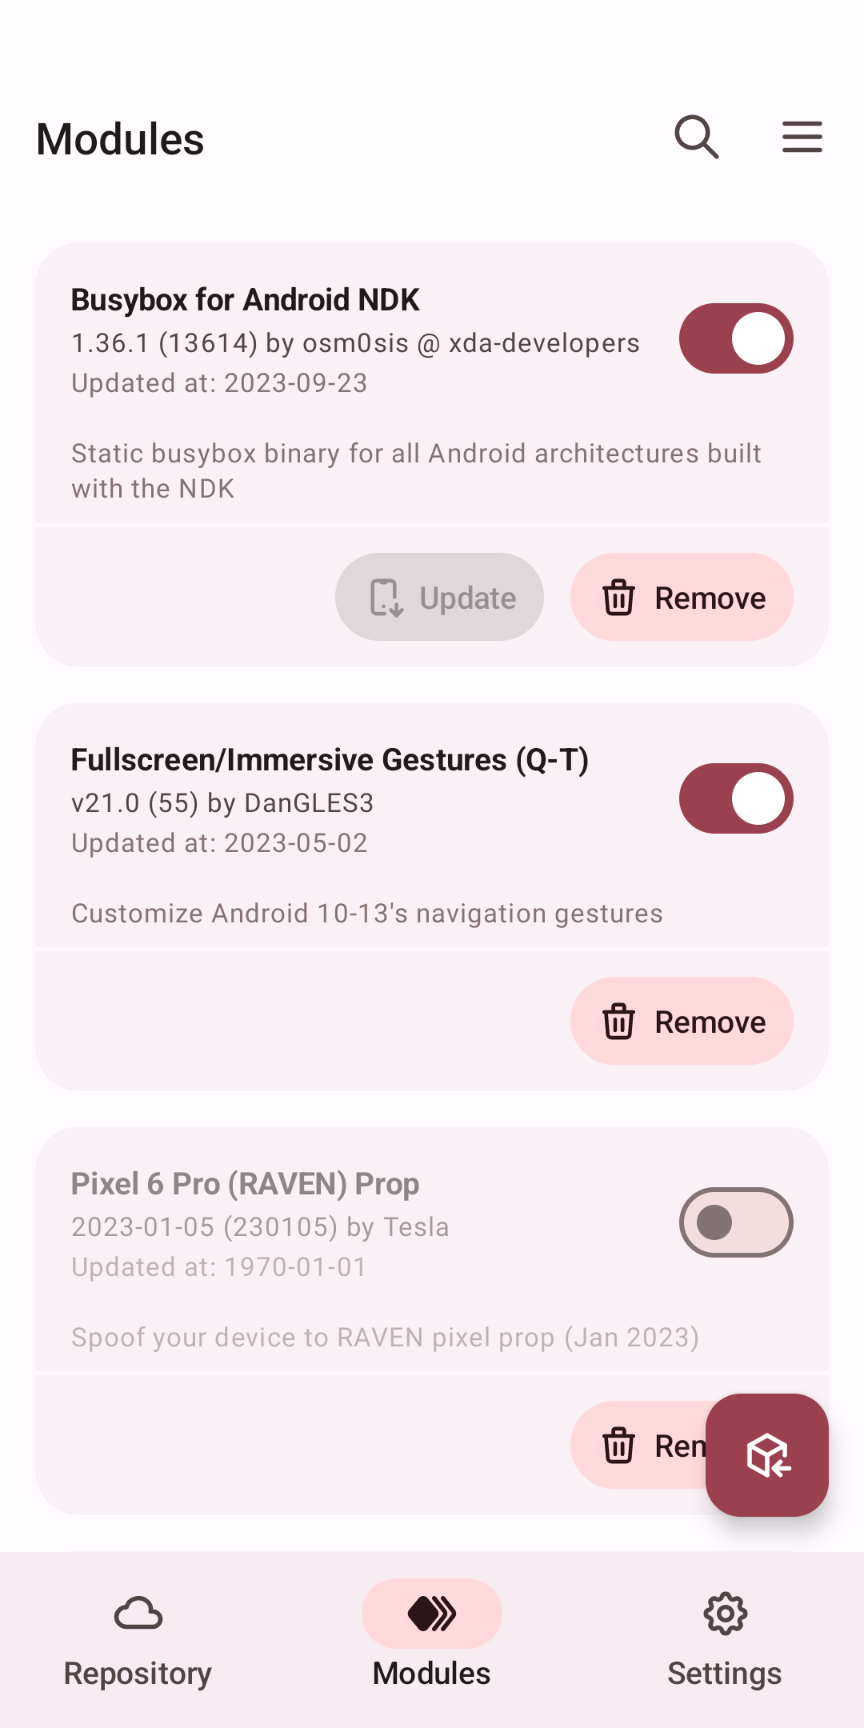 Modules
Busybox for Android NDK
1.36.1 (13614) by osm0sis @ xda-developers
Updated at: 2023-09-23
Static busybox binary for all Android architectures built
with the NDK
Update
Remove
Fullscreen/Immersive Gestures (Q-T)
v21.0 (55) by DanGLES3
Updated at: 2023-05-02
Customize Android 10-13's navigation gestures
Remove
Pixel 6 Pro (RAVEN) Prop
2023-01-05 (230105) by Tesla
Updated at: 1970-01-01
Spoof your device to RAVEN pixel prop (Jan 2023)
Repository
Modules
Settings